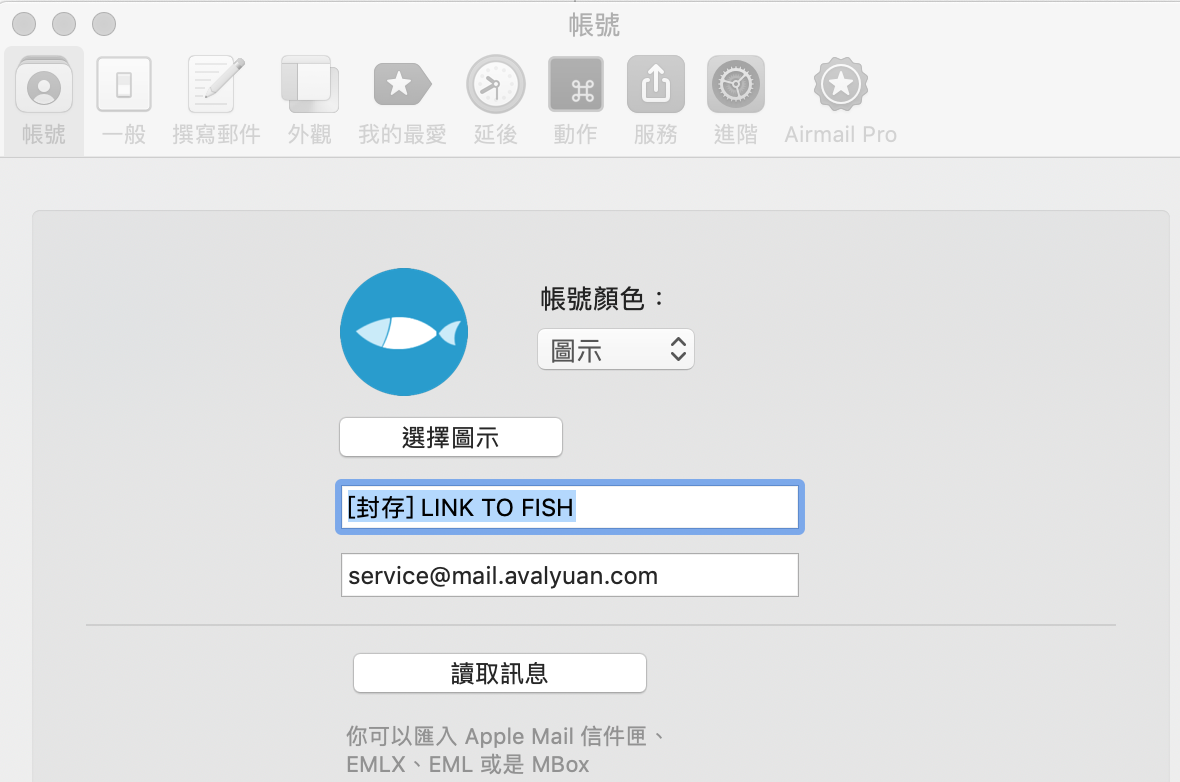 帳號
帳號 一般 撰寫郵件 外觀 我的最愛 延後 動作 服務 進階 Airmail Pro
帳號顏色：
圖示
選擇圖示
[封存] LINK TO FISH
service@mail.avalyuan.com
讀取訊息
你可以匯入 Apple Mail 信件匣、
EMLX、EML 或是 MBox